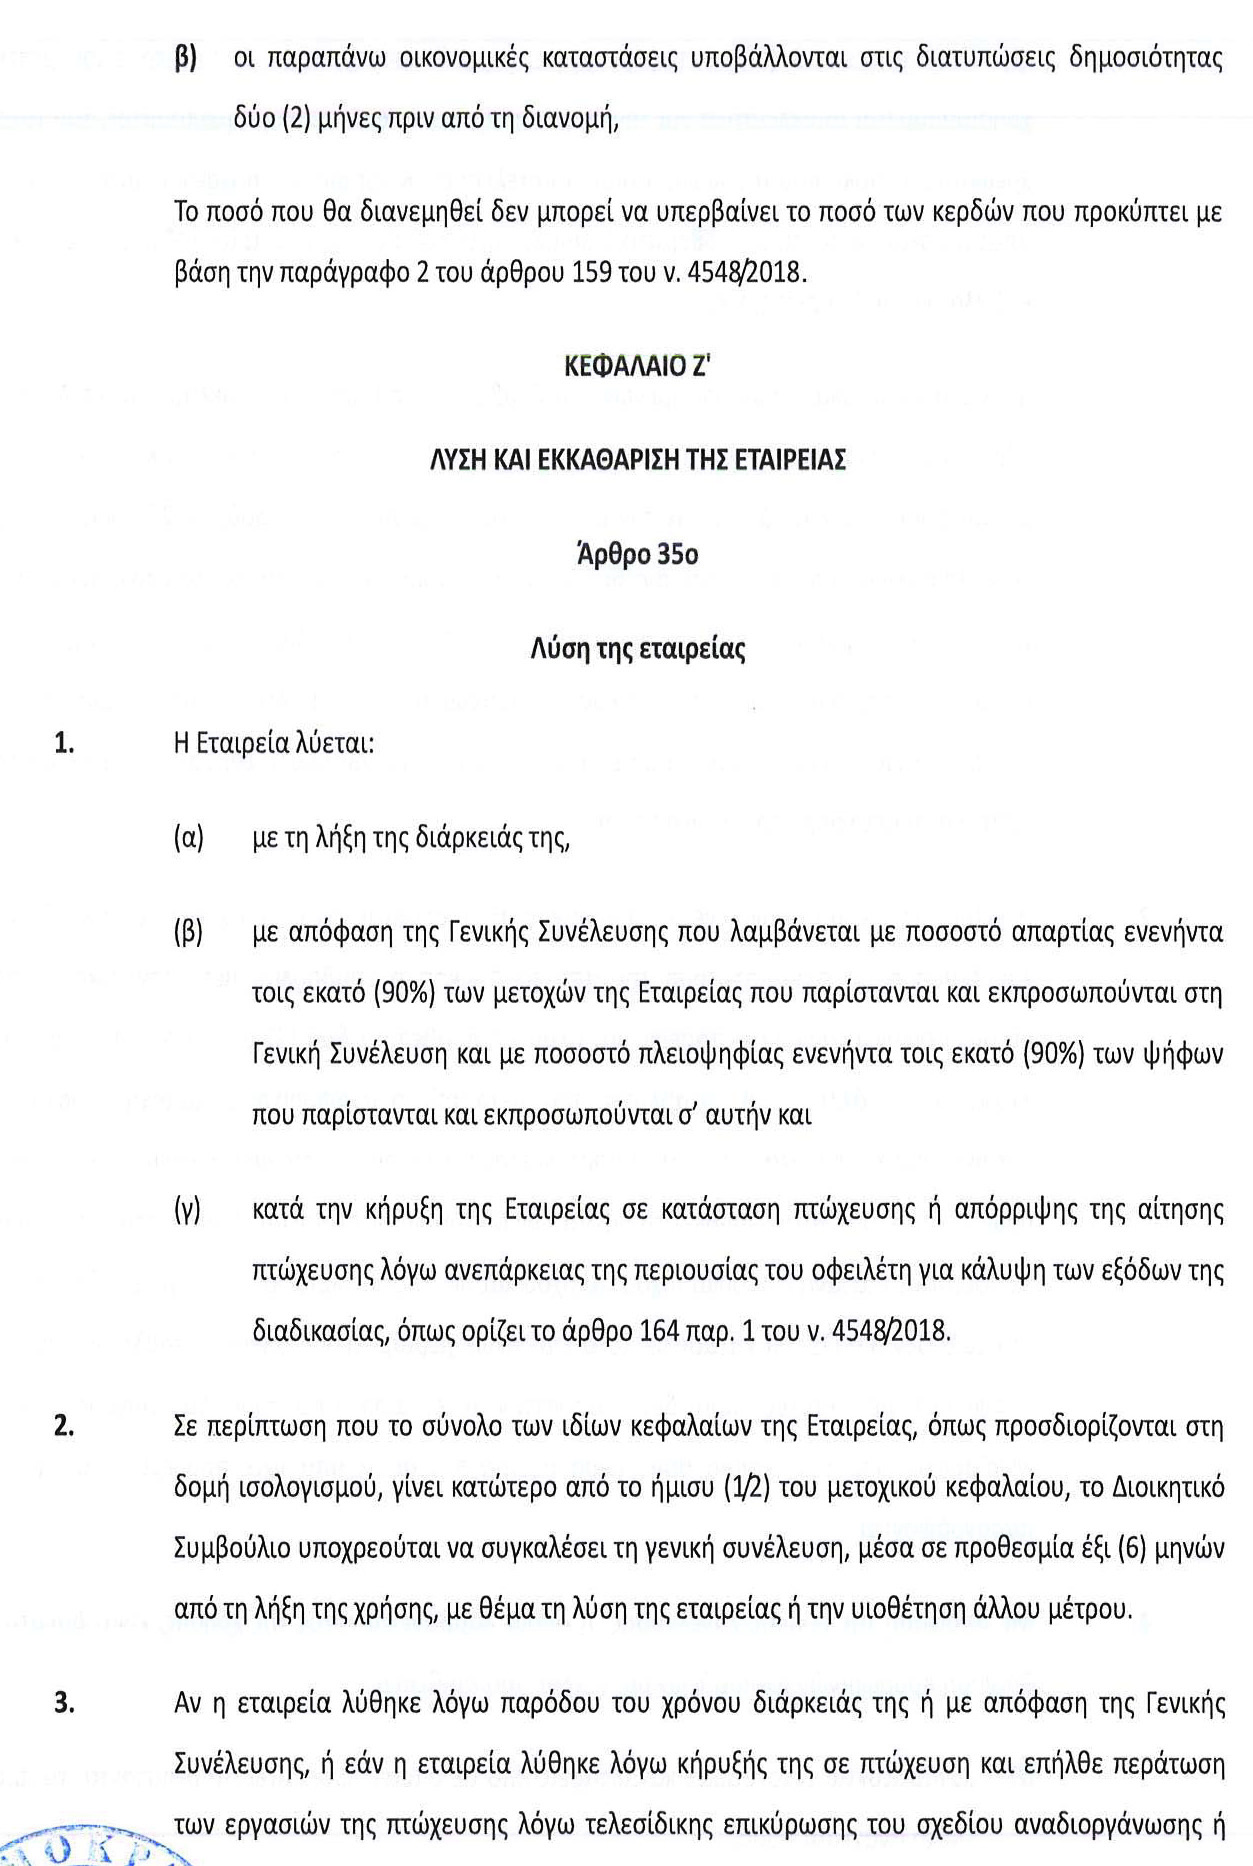 β) οι παραπάνω οικονομικές καταστάσεις υποβάλλονται στις διατυπώσεις δημοσιότητας
δύο (2) μήνες πριν από τη διανομή,
Το ποσό που θα διανεμηθεί δεν μπορεί να υπερβαίνει το ποσό των κερδών που προκύπτει με
βάση την παράγραφο 2 του άρθρου 159 του ν. 4548/2018.
ΚΕΦΑΛΑΙΟ Ζ'
ΛΥΣΗ ΚΑΙ ΕΚΚΑΘΑΡΙΣΗ ΤΗΣ ΕΤΑΙΡΕΙΑΣ
Άρθρο 35ο
Λύση της εταιρείας
1. Η Εταιρεία λύεται:
(α) με τη λήξη της διάρκειάς της,
(β) με απόφαση της Γενικής Συνέλευσης που λαμβάνεται με ποσοστό απαρτίας ενενήντα
τοις εκατό (90%) των μετοχών της Εταιρείας που παρίστανται και εκπροσωπούνται στη
Γενική Συνέλευση και με ποσοστό πλειοψηφίας ενενήντα τοις εκατό (90%) των ψήφων
που παρίστανται και εκπροσωπούνται σ’ αυτήν και
(γ) κατά την κήρυξη της Εταιρείας σε κατάσταση πτώχευσης ή απόρριψης της αίτησης
πτώχευσης λόγω ανεπάρκειας της περιουσίας του οφειλέτη για κάλυψη των εξόδων της
διαδικασίας, όπως ορίζει το άρθρο 164 παρ. 1 του ν. 4548/2018.
2. Σε περίπτωση που το σύνολο των ιδίων κεφαλαίων της Εταιρείας, όπως προσδιορίζονται στη
δομή ισολογισμού, γίνει κατώτερο από το ήμισυ (1/2) του μετοχικού κεφαλαίου, το Διοικητικό
Συμβούλιο υποχρεούται να συγκαλέσει τη γενική συνέλευση, μέσα σε προθεσμία έξι (6) μηνών
από τη λήξη της χρήσης, με θέμα τη λύση της εταιρείας ή την υιοθέτηση άλλου μέτρου.
3. Αν η εταιρεία λύθηκε λόγω παρόδου του χρόνου διάρκειάς της ή με απόφαση της Γενικής
Συνέλευσης, ή εάν η εταιρεία λύθηκε λόγω κήρυξής της σε πτώχευση και επήλθε περάτωση
των εργασιών της πτώχευσης λόγω τελεσίδικης επικύρωσης του σχεδίου αναδιοργάνωσης ή